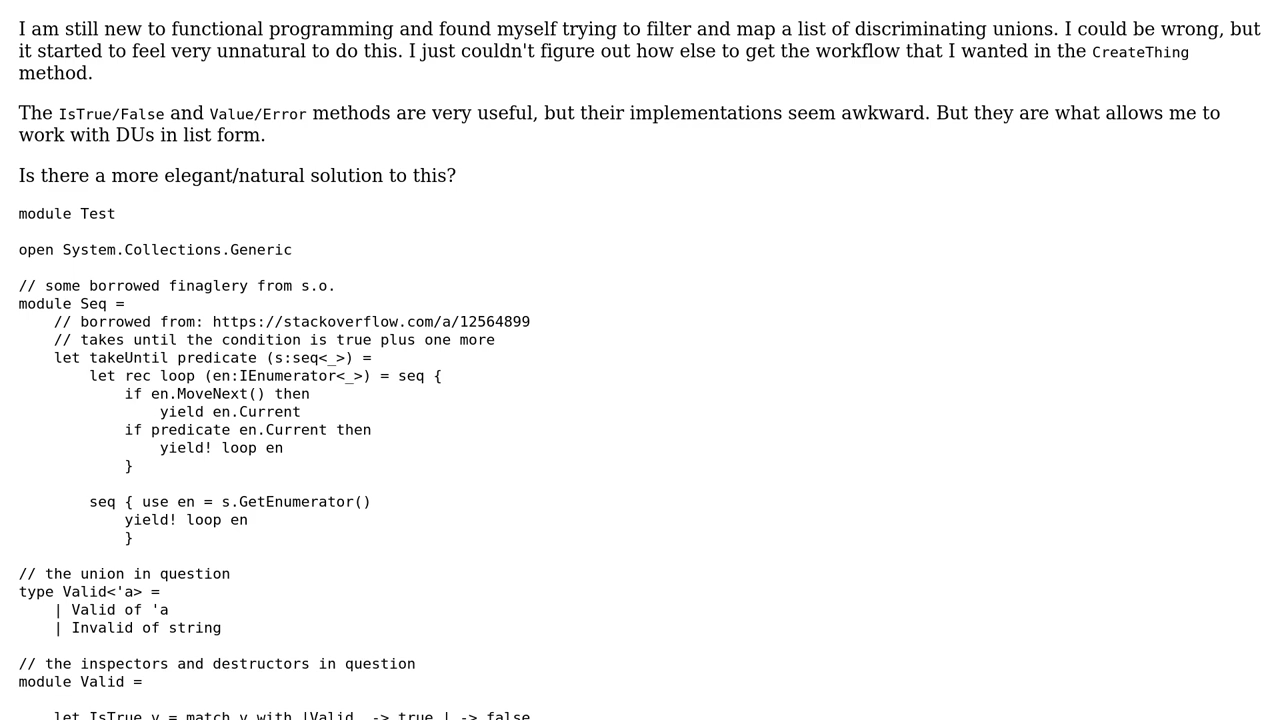 I am still new to functional programming and found myself trying to filter and map a list of discriminating unions. I could be wrong, but
it started to feel very unnatural to do this. I just couldn't figure out how else to get the workflow that I wanted in the CreateThing
method.
The IsTrue/False and Value/Error methods are very useful, but their implementations seem awkward. But they are what allows me to
work with DUs in list form.
Is there a more elegant/natural solution to this?
module Test
open System.Collections.Generic
// some borrowed finaglery from s.o.
module Seq =
    // borrowed from: https://stackoverflow.com/a/12564899
    // takes until the condition is true plus one more
    let takeUntil predicate (s:seq<_>) =
        let rec loop (en:IEnumerator<_>) = seq {
            if en.MoveNext() then
                yield en.Current
            if predicate en.Current then
                yield! loop en
            }
        seq { use en = s.GetEnumerator()
            yield! loop en
            }
// the union in question
type Valid<'a> =
    | Valid of 'a
    | Invalid of string
// the inspectors and destructors in question
module Valid =
    let IsTrue v = match v with |Valid _ -> true | -> false